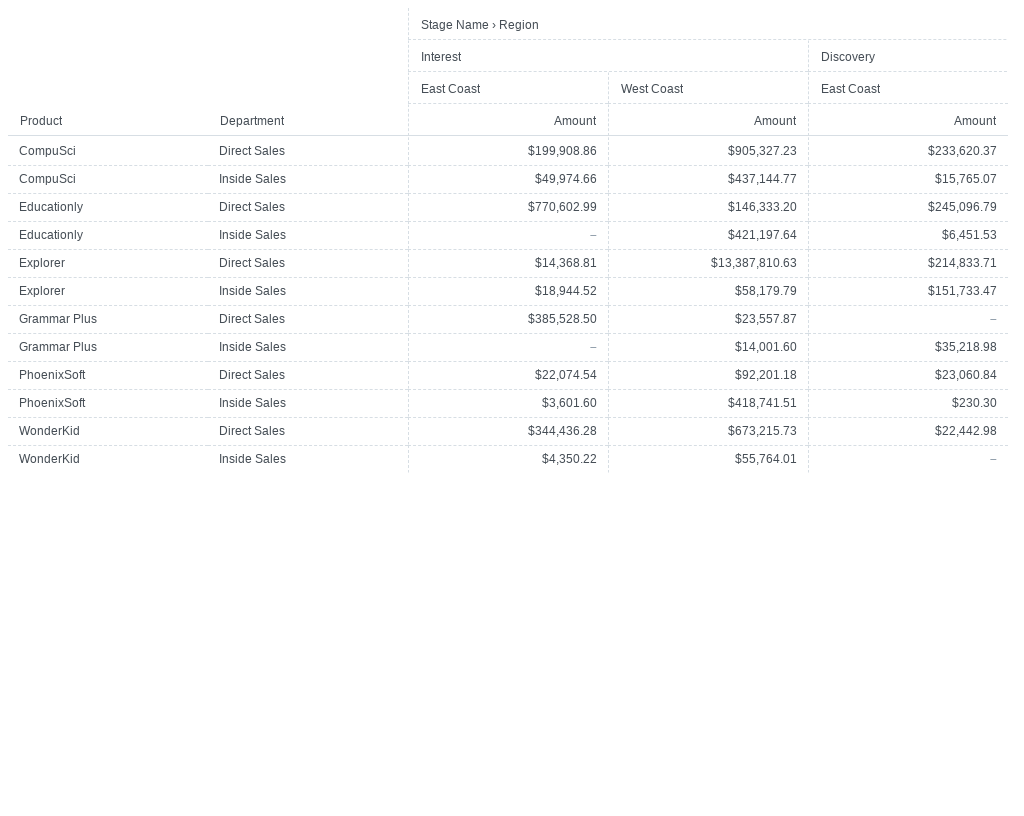 Stage Name › Region
Interest Discovery
East Coast West Coast East Coast
Product Department Amount Amount Amount
CompuSci Direct Sales $199,908.86 $905,327.23 $233,620.37
CompuSci Inside Sales $49,974.66 $437,144.77 $15,765.07
Educationly Direct Sales $770,602.99 $146,333.20 $245,096.79
Educationly Inside Sales – $421,197.64 $6,451.53
Explorer Direct Sales $14,368.81 $13,387,810.63 $214,833.71
Explorer Inside Sales $18,944.52 $58,179.79 $151,733.47
Grammar Plus Direct Sales $385,528.50 $23,557.87 –
Grammar Plus Inside Sales – $14,001.60 $35,218.98
PhoenixSoft Direct Sales $22,074.54 $92,201.18 $23,060.84
PhoenixSoft Inside Sales $3,601.60 $418,741.51 $230.30
WonderKid Direct Sales $344,436.28 $673,215.73 $22,442.98
WonderKid Inside Sales $4,350.22 $55,764.01 –